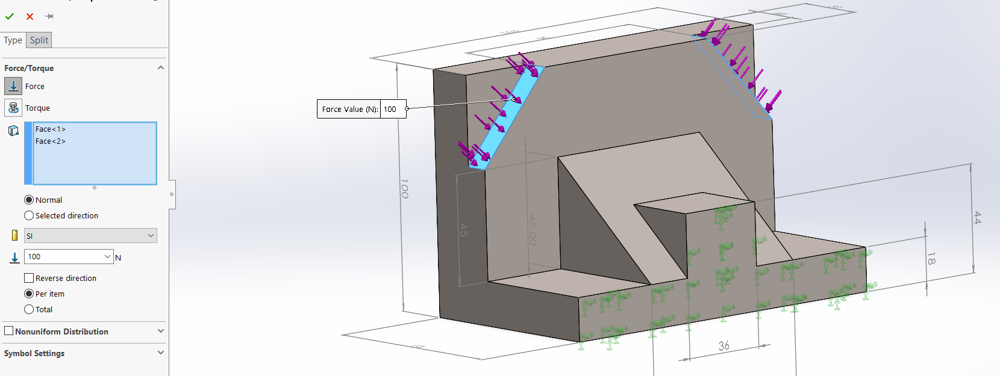 Type
Split
Force/Torque
Force
Torque
Face<1>
Face<2>
Normal
Selected direction
SI
100
N
Reverse direction
Per item
Total
Nonuniform Distribution
Symbol Settings
Force Value (N):
100
100
45
45.00
44
18
36